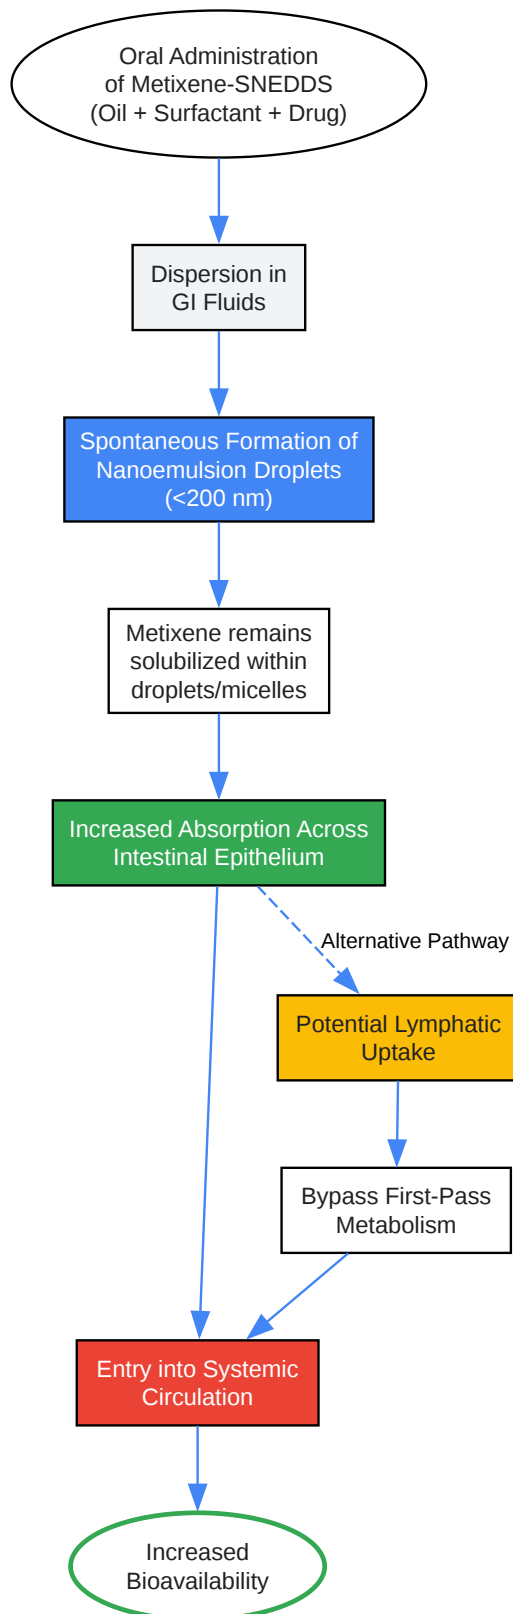 Oral Administration
of Metixene-SNEDDS
(Oil + Surfactant + Drug)
Dispersion in
GI Fluids
Spontaneous Formation of
Nanoemulsion Droplets
(<200 nm)
Metixene remains
solubilized within
droplets/micelles
Increased Absorption Across
Intestinal Epithelium
Alternative Pathway
Potential Lymphatic
Uptake
Bypass First-Pass
Metabolism
Entry into Systemic
Circulation
Increased
Bioavailability